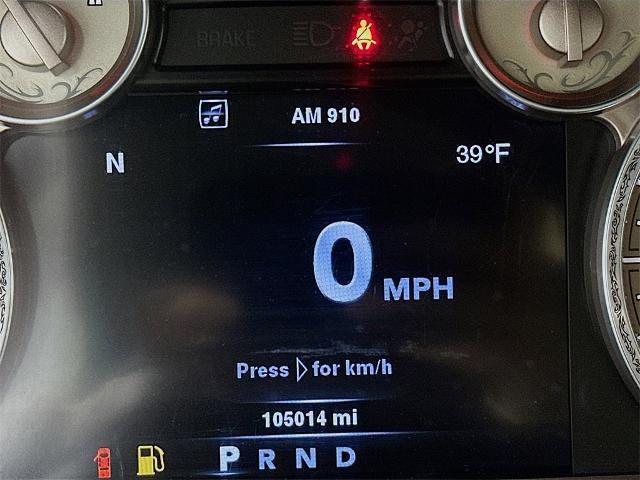 BRAKE
AM 910
N
39°F
0 MPH
Press ▷ for km/h
105014 mi
P R N D